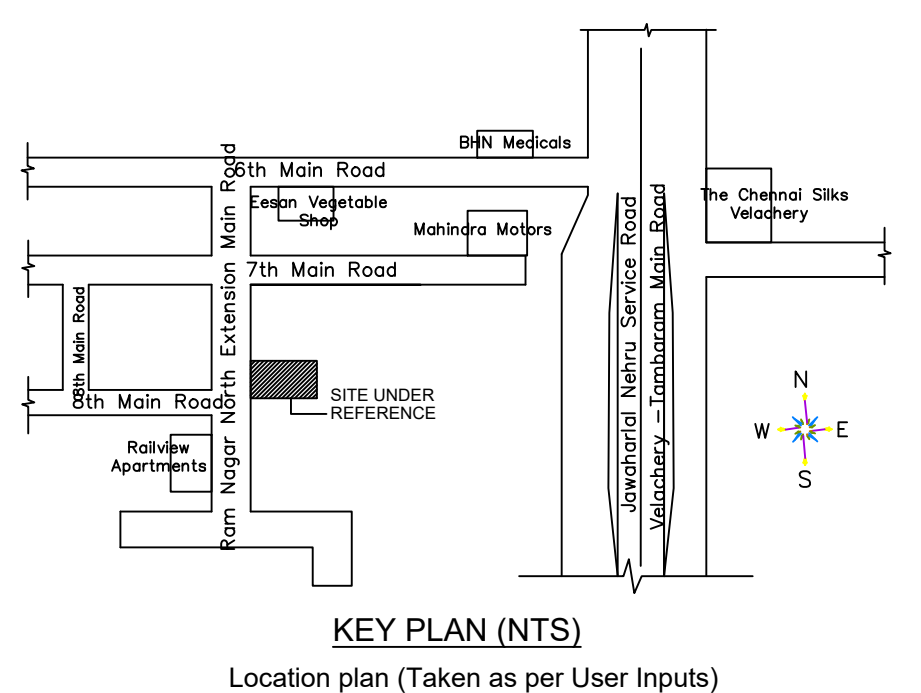 BHN Medicals
6th Main Road
Eesan Vegetable
Shop
Mahindra Motors
The Chennai Silks
Velachery
7th Main Road
Ram Nagar North Extension Main Road
8th Main Road
8th Main Road
SITE UNDER
REFERENCE
Railview
Apartments
Jawaharlal Nehru Service Road
Velachery - Tambaram Main Road
N
W
E
S
KEY PLAN (NTS)
Location plan (Taken as per User Inputs)